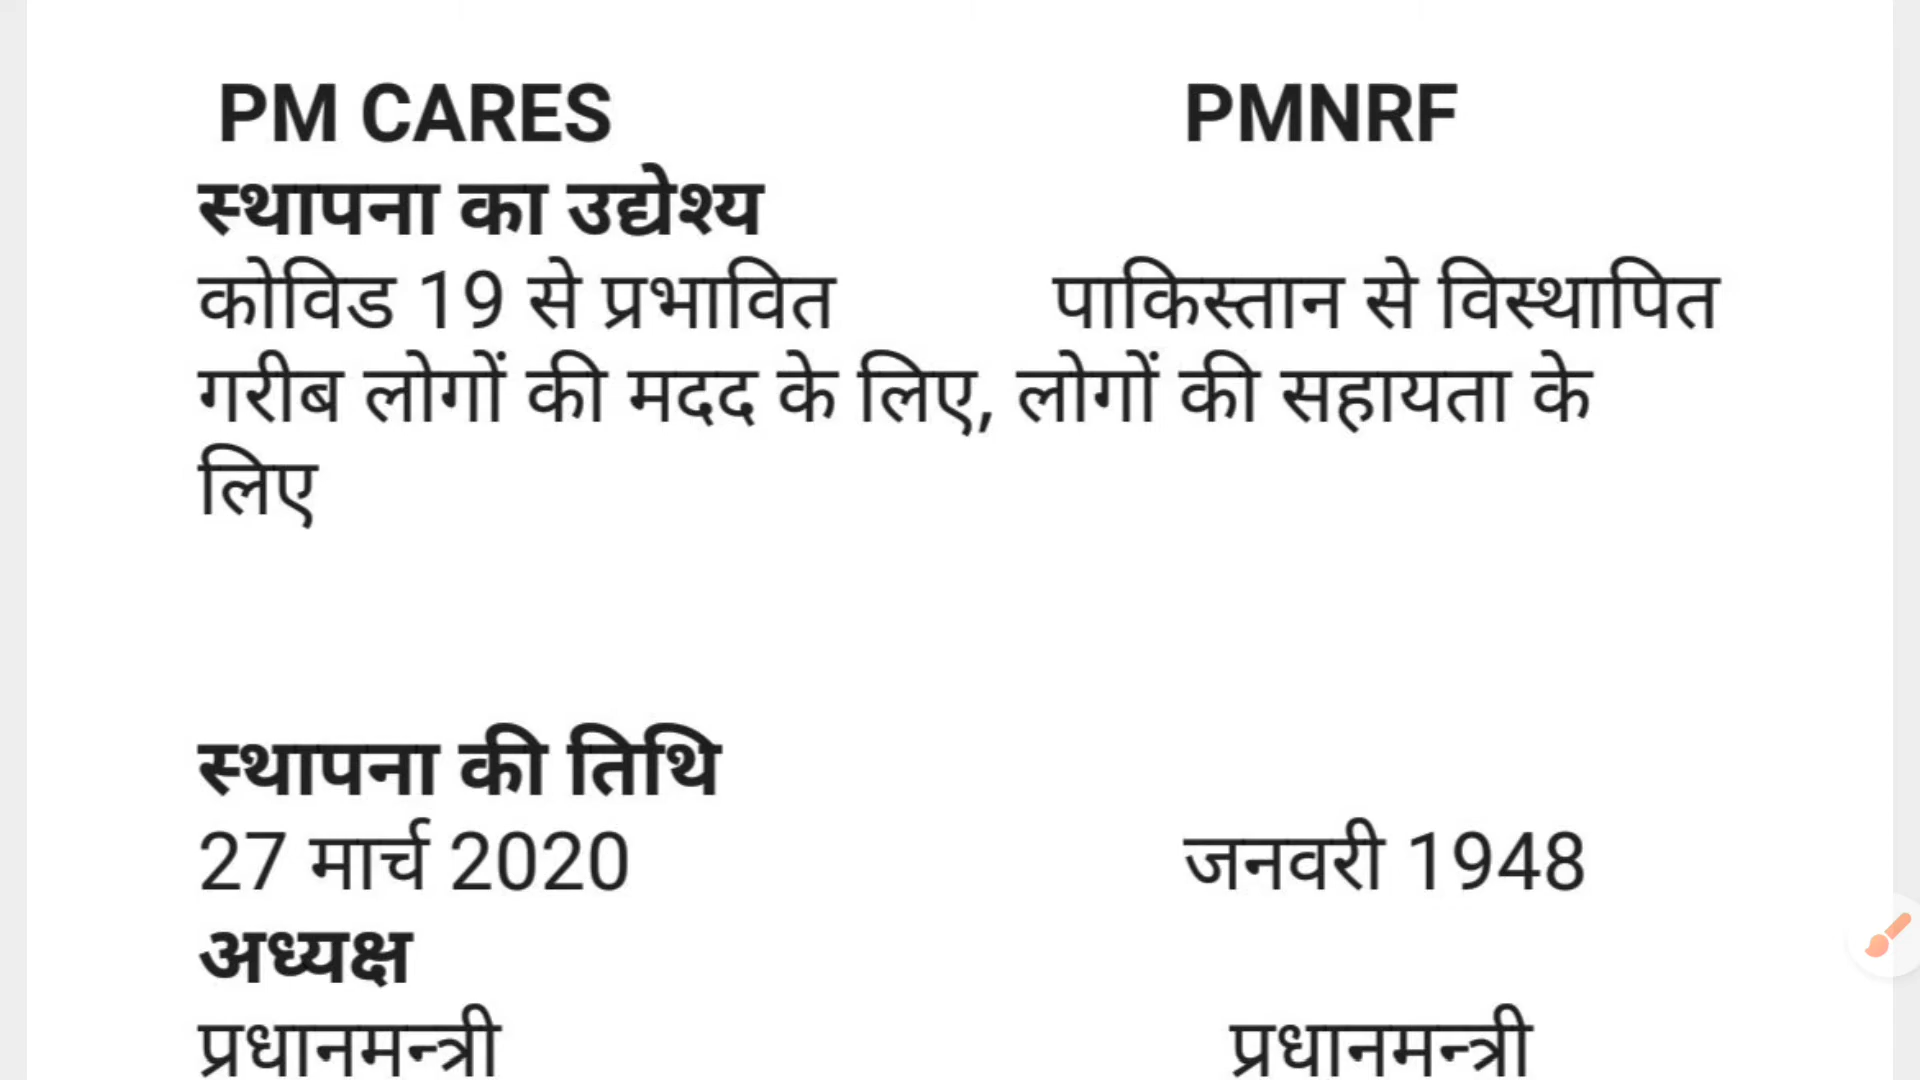 PM CARES PMNRF
स्थापना का उद्येश्य
कोविड 19 से प्रभावित पाकिस्तान से विस्थापित
गरीब लोगों की मदद के लिए, लोगों की सहायता के
लिए
स्थापना की तिथि
27 मार्च 2020 जनवरी 1948
अध्यक्ष
प्रधानमन्त्री प्रधानमन्त्री